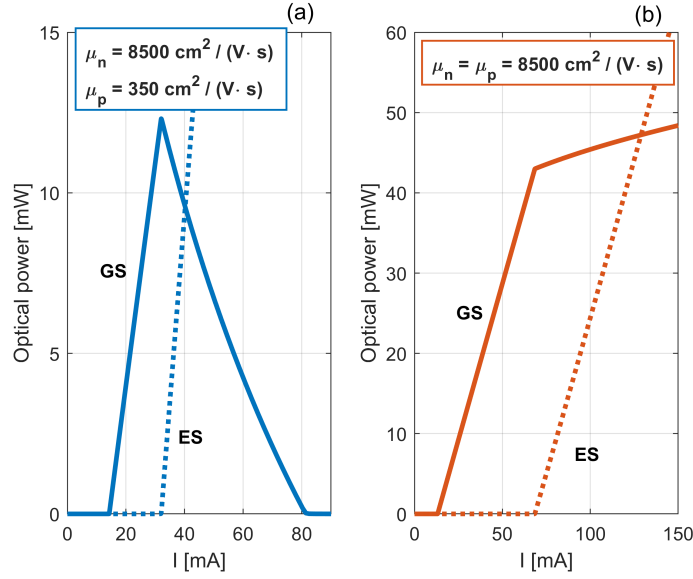 (a)
μn = 8500 cm² / (V· s)
μp = 350 cm² / (V· s)
15
10
5
0
Optical power [mW]
GS
ES
0 20 40 60 80
I [mA]
(b)
μn = μp = 8500 cm² / (V· s)
60
50
40
30
20
10
0
Optical power [mW]
GS
ES
0 50 100 150
I [mA]